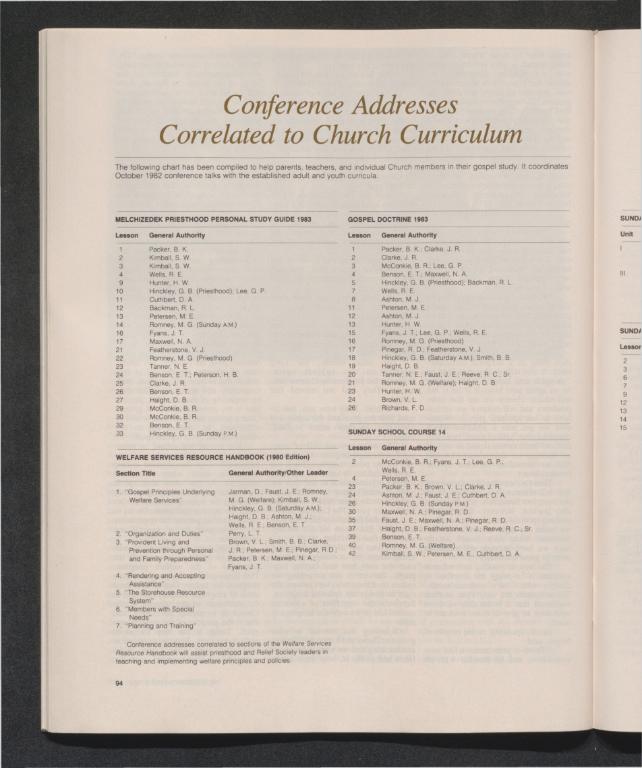 Conference Addresses
Correlated to Church Curriculum
The following chart has been compiled to help parents, teachers, and individual Church members in their gospel study. It coordinates
October 1982 conference talks with the established adult and youth curricula.
MELCHIZEDEK PRIESTHOOD PERSONAL STUDY GUIDE 1983
Lesson General Authority
1 Packer, B. K.
2 Kimball, S. W.
3 Kimball, S. W.
4 Wells, R. E.
9 Hunter, H. W.
10 Hinckley, G. B. (Priesthood); Lee, G. P.
11 Cuthbert, D. A.
12 Backman, R. L.
13 Petersen, M. E.
14 Romney, M. G. (Sunday A.M.)
16 Fyans, J. T.
17 Maxwell, N. A.
21 Featherstone, V. J.
22 Romney, M. G. (Priesthood)
23 Tanner, N. E.
24 Benson, E. T.; Peterson, H. B.
25 Clarke, J. R.
26 Benson, E. T.
27 Haight, D. B.
29 McConkie, B. R.
30 McConkie, B. R.
32 Benson, E. T.
33 Hinckley, G. B. (Sunday P.M.)
WELFARE SERVICES RESOURCE HANDBOOK (1980 Edition)
Section Title General Authority/Other Leader
1. "Gospel Principles Underlying Jarman, D.; Faust, J. E.; Romney,
Welfare Services" M. G. (Welfare); Kimball, S. W.;
Hinckley, G. B. (Saturday A.M.);
Haight, D. B.; Ashton, M. J.;
Wells, R. E.; Benson, E. T.
2. "Organization and Duties" Perry, L. T.
3. "Provident Living and Brown, V. L.; Smith, B. B.; Clarke,
Prevention through Personal J. R.; Petersen, M. E.; Pinegar, R. D.;
and Family Preparedness" Packer, B. K.; Maxwell, N. A.;
Fyans, J. T.
4. "Rendering and Accepting
Assistance"
5. "The Storehouse Resource
System"
6. "Members with Special
Needs"
7. "Planning and Training"
Conference addresses correlated to sections of the Welfare Services
Resource Handbook will assist priesthood and Relief Society leaders in
teaching and implementing welfare principles and policies.
94
GOSPEL DOCTRINE 1983
Lesson General Authority
1 Packer, B. K.; Clarke, J. R.
2 Clarke, J. R.
3 McConkie, B. R.; Lee, G. P.
4 Benson, E. T.; Maxwell, N. A.
5 Hinckley, G. B. (Priesthood); Backman, R. L.
7 Wells, R. E.
8 Ashton, M. J.
11 Petersen, M. E.
12 Ashton, M. J.
13 Hunter, H. W.
15 Fyans, J. T.; Lee, G. P.; Wells, R. E.
16 Romney, M. G. (Priesthood)
17 Pinegar, R. D.; Featherstone, V. J.
18 Hinckley, G. B. (Saturday A.M.); Smith, B. B.
19 Haight, D. B.
20 Tanner, N. E.; Faust, J. E.; Reeve, R. C., Sr.
21 Romney, M. G. (Welfare); Haight, D. B.
23 Hunter, H. W.
24 Brown, V. L.
26 Richards, F. D.
SUNDAY SCHOOL COURSE 14
Lesson General Authority
2 McConkie, B. R.; Fyans, J. T.; Lee, G. P.;
Wells, R. E.
4 Petersen, M. E.
23 Packer, B. K.; Brown, V. L.; Clarke, J. R.
24 Ashton, M. J.; Faust, J. E.; Cuthbert, D. A.
26 Hinckley, G. B. (Sunday P.M.)
30 Maxwell, N. A.; Pinegar, R. D.
35 Faust, J. E.; Maxwell, N. A.; Pinegar, R. D.
37 Haight, D. B.; Featherstone, V. J.; Reeve, R. C., Sr.
39 Benson, E. T.
40 Romney, M. G. (Welfare)
42 Kimball, S. W.; Petersen, M. E.; Cuthbert, D. A.
SUNDA
Unit
I
III
SUNDA
Lesson
2
3
6
7
9
12
13
14
15